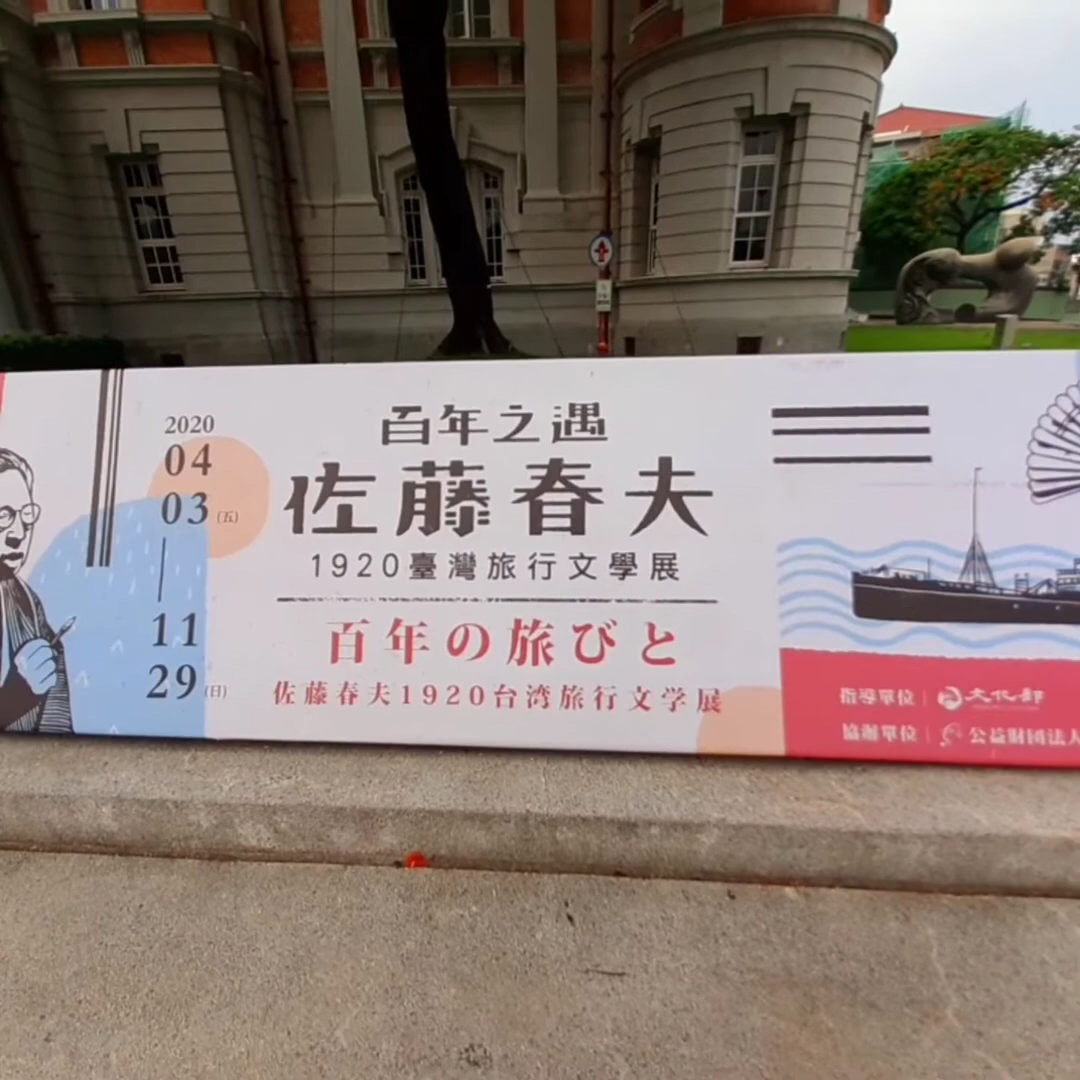 2020
04
03 (五)
11
29 (日)
百年之遇
佐藤春夫
1920臺灣旅行文學展
百年の旅びと
佐藤春夫1920台湾旅行文学展
指導單位 | 文化部
協辦單位 | 公益財団法人